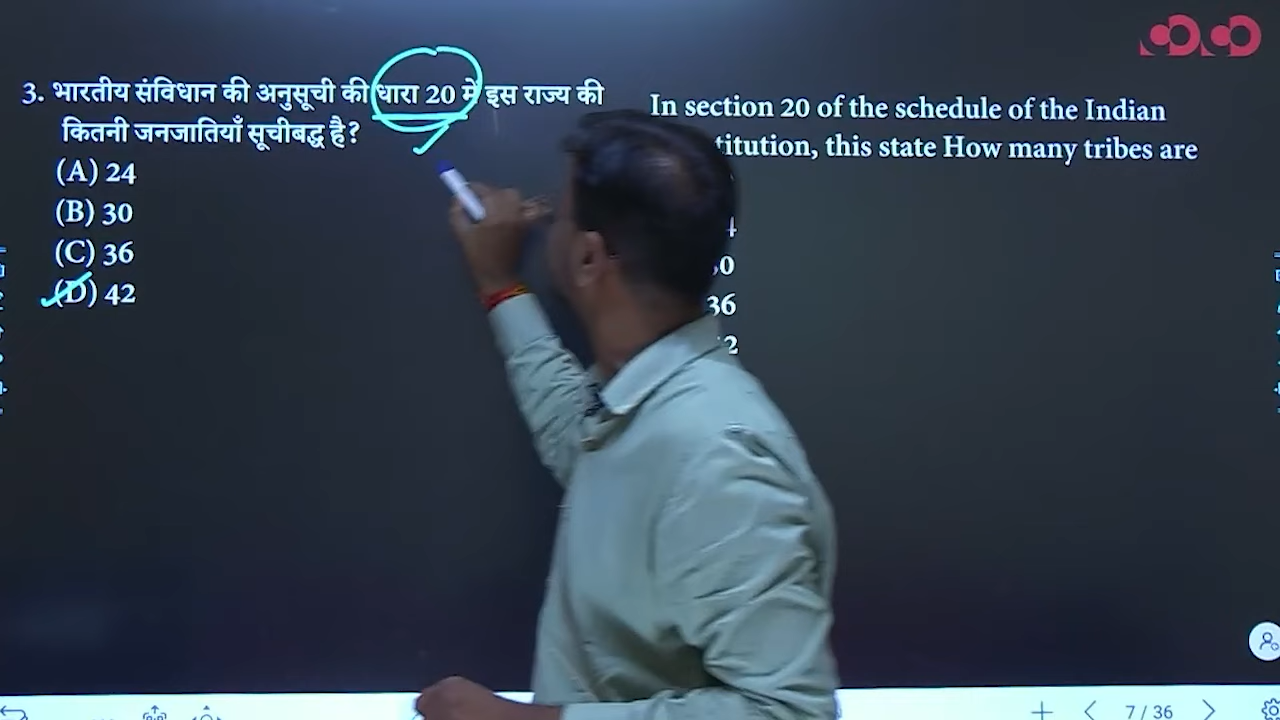 3. भारतीय संविधान की अनुसूची की धारा 20 में इस राज्य की
कितनी जनजातियाँ सूचीबद्ध है?
(A) 24
(B) 30
(C) 36
(D) 42
In section 20 of the schedule of the Indian
titution, this state How many tribes are
36
7 / 36